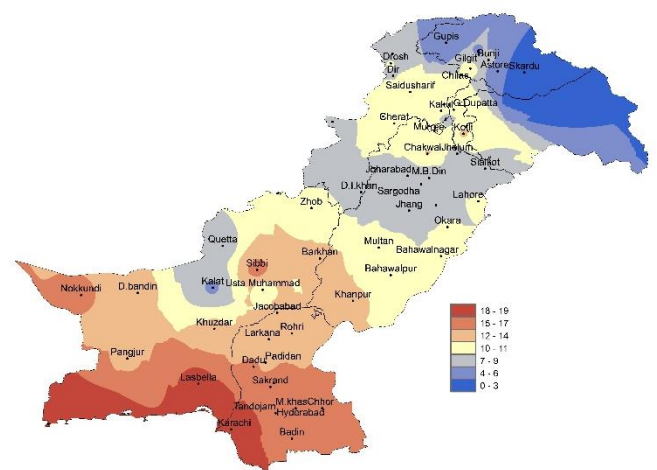 Gupis
Bunji
Drosh
Gilgit
Dir
Astore Skardu
Chilas
Saidusharif
Kakul
G.Dupatta
Cherat
Murree
Kotli
Chakwal Jhelum
Sialkot
Joharabad
M.B.Din
D.I.khan
Sargodha
Zhob
Jhang
Lahore
Okara
Quetta
Multan
Barkhan
Bahawalnagar
Sibbi
Bahawalpur
Nokkundi
D.bandin
Kalat
Usta Muhammad
Khanpur
Jacobabad
Khuzdar
Rohri
Larkana
Pangjur
Dadu
Padidan
Lasbella
Sakrand
Tandojam
M.khas
Chhor
Hyderabad
Karachi
Badin
18 - 19
15 - 17
12 - 14
10 - 11
7 - 9
4 - 6
0 - 3